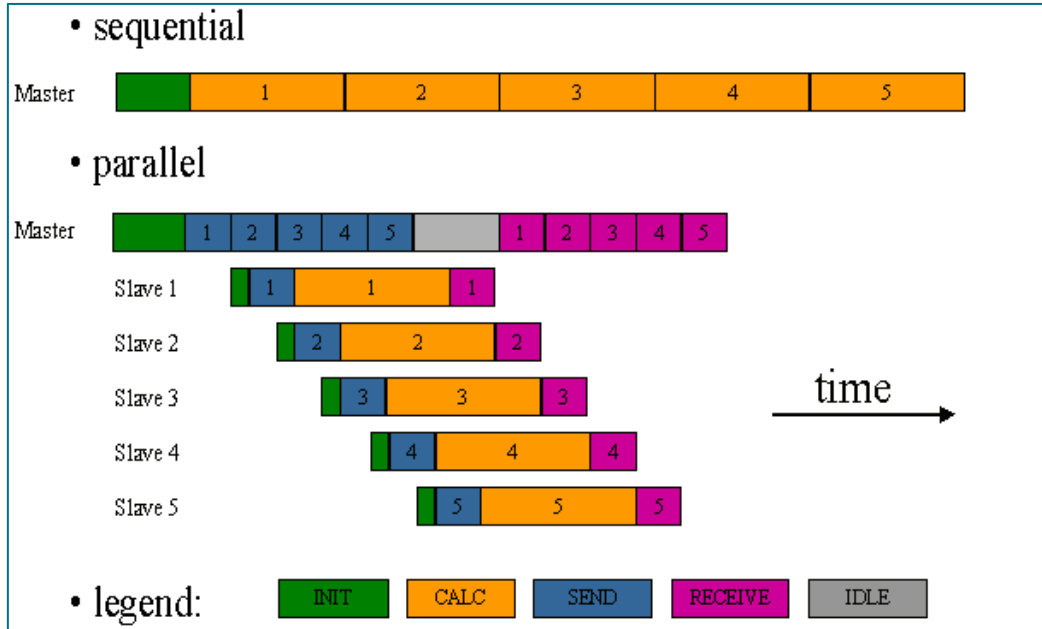 • sequential
Master 1 2 3 4 5
• parallel
Master 1 2 3 4 5 1 2 3 4 5
Slave 1 1 1 1
Slave 2 2 2 2
Slave 3 3 3 3
time
Slave 4 4 4 4
Slave 5 5 5 5
• legend: INIT CALC SEND RECEIVE IDLE